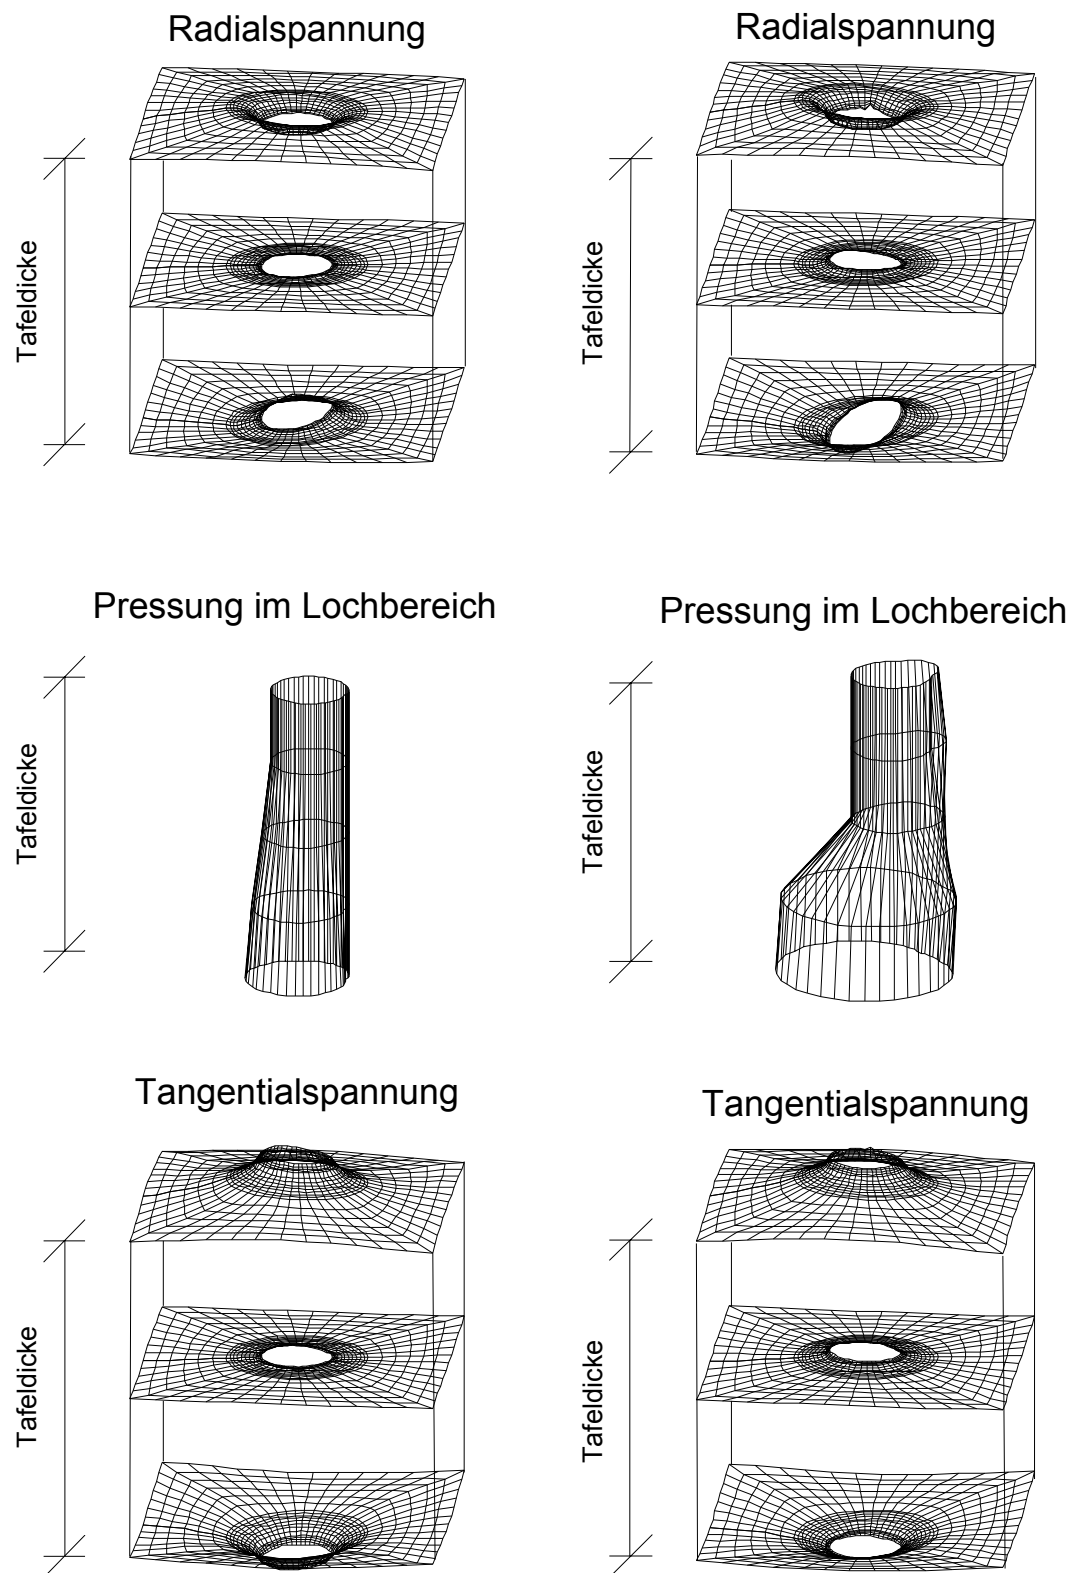 Radialspannung
Radialspannung
Tafeldicke
Tafeldicke
Pressung im Lochbereich
Pressung im Lochbereich
Tafeldicke
Tafeldicke
Tangentialspannung
Tangentialspannung
Tafeldicke
Tafeldicke